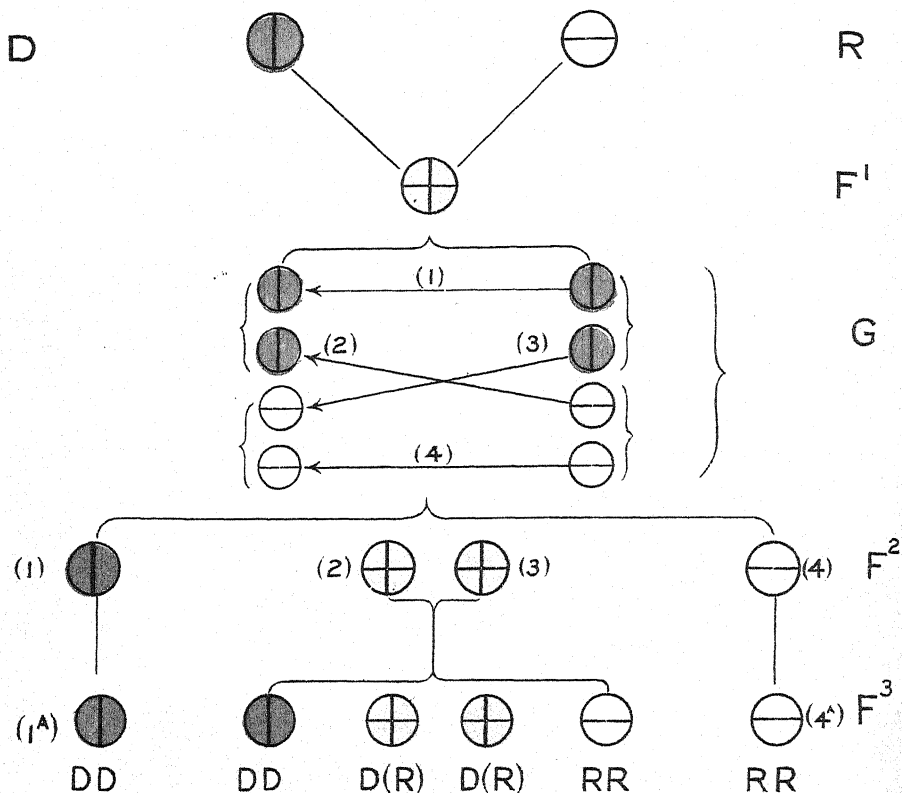 D R
F¹
(1)
G
(2) (3)
(4)
(1) (2) (3) (4) F²
(1ᴬ) (4ᴬ) F³
DD DD D(R) D(R) RR RR